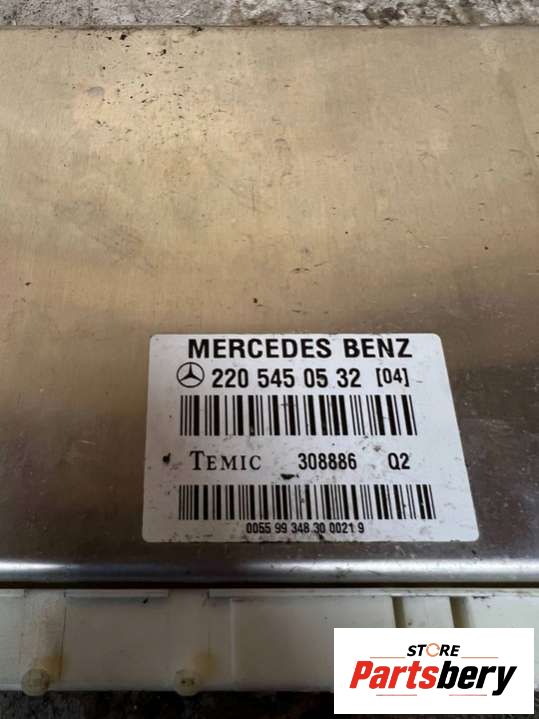 MERCEDES BENZ
220 545 05 32 [04]
TEMIC 308886 Q2
0055 99 348 30 0021 9
STORE
Partsbery